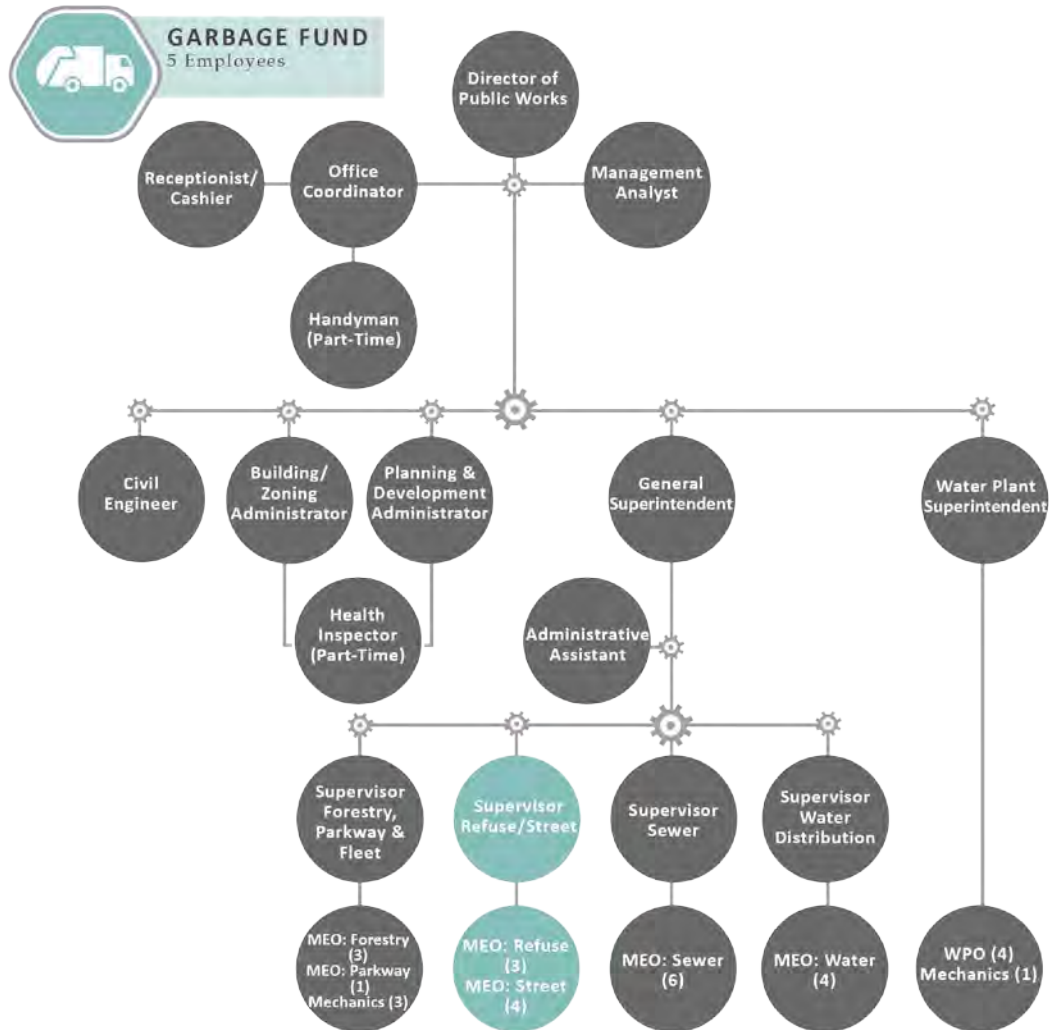 GARBAGE FUND
5 Employees
Director of
Public Works
Receptionist/
Cashier
Office
Coordinator
Management
Analyst
Handyman
(Part-Time)
Civil
Engineer
Building/
Zoning
Administrator
Planning &
Development
Administrator
General
Superintendent
Water Plant
Superintendent
Health
Inspector
(Part-Time)
Administrative
Assistant
Supervisor
Forestry,
Parkway &
Fleet
Supervisor
Refuse/Street
Supervisor
Sewer
Supervisor
Water
Distribution
MEO: Forestry
(3)
MEO: Parkway
(1)
Mechanics (3)
MEO: Refuse
(3)
MEO: Street
(4)
MEO: Sewer
(6)
MEO: Water
(4)
WPO (4)
Mechanics (1)